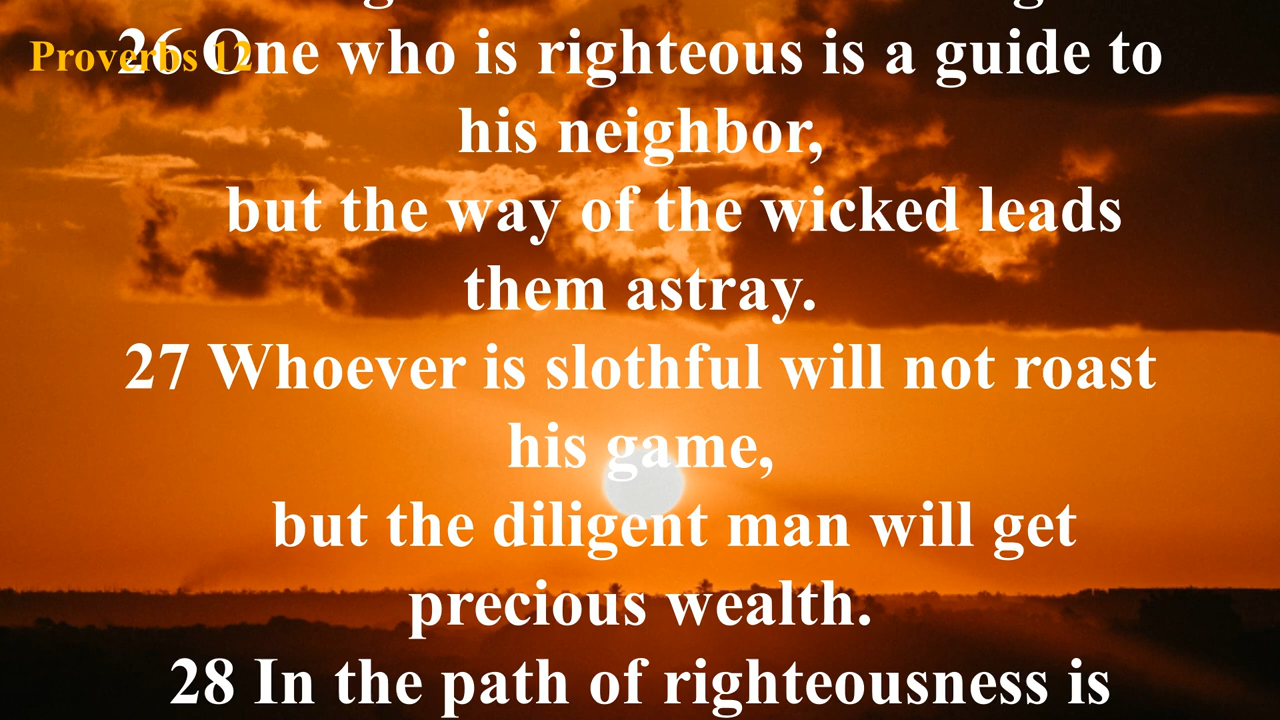 Proverbs 12
26 One who is righteous is a guide to
his neighbor,
but the way of the wicked leads
them astray.
27 Whoever is slothful will not roast
his game,
but the diligent man will get
precious wealth.
28 In the path of righteousness is